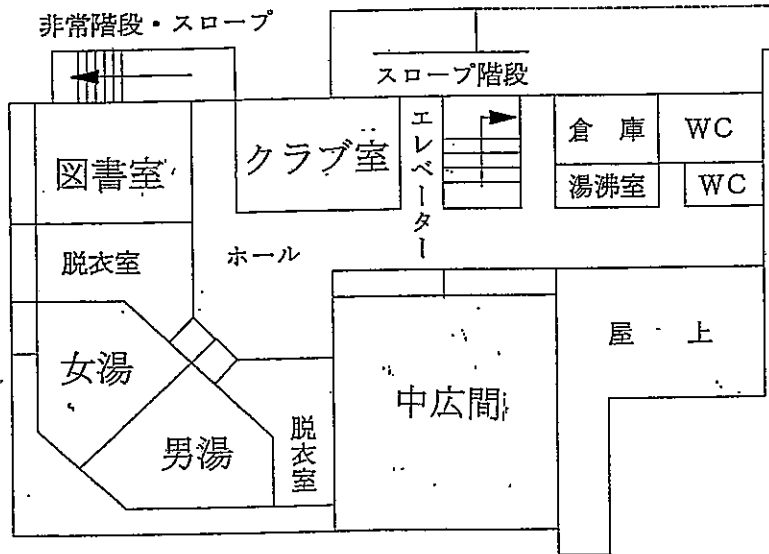 非常階段・スロープ
スロープ階段
図書室
クラブ室
エレベーター
倉庫
WC
湯沸室
WC
脱衣室
ホール
屋上
女湯
中広間
男湯
脱衣室